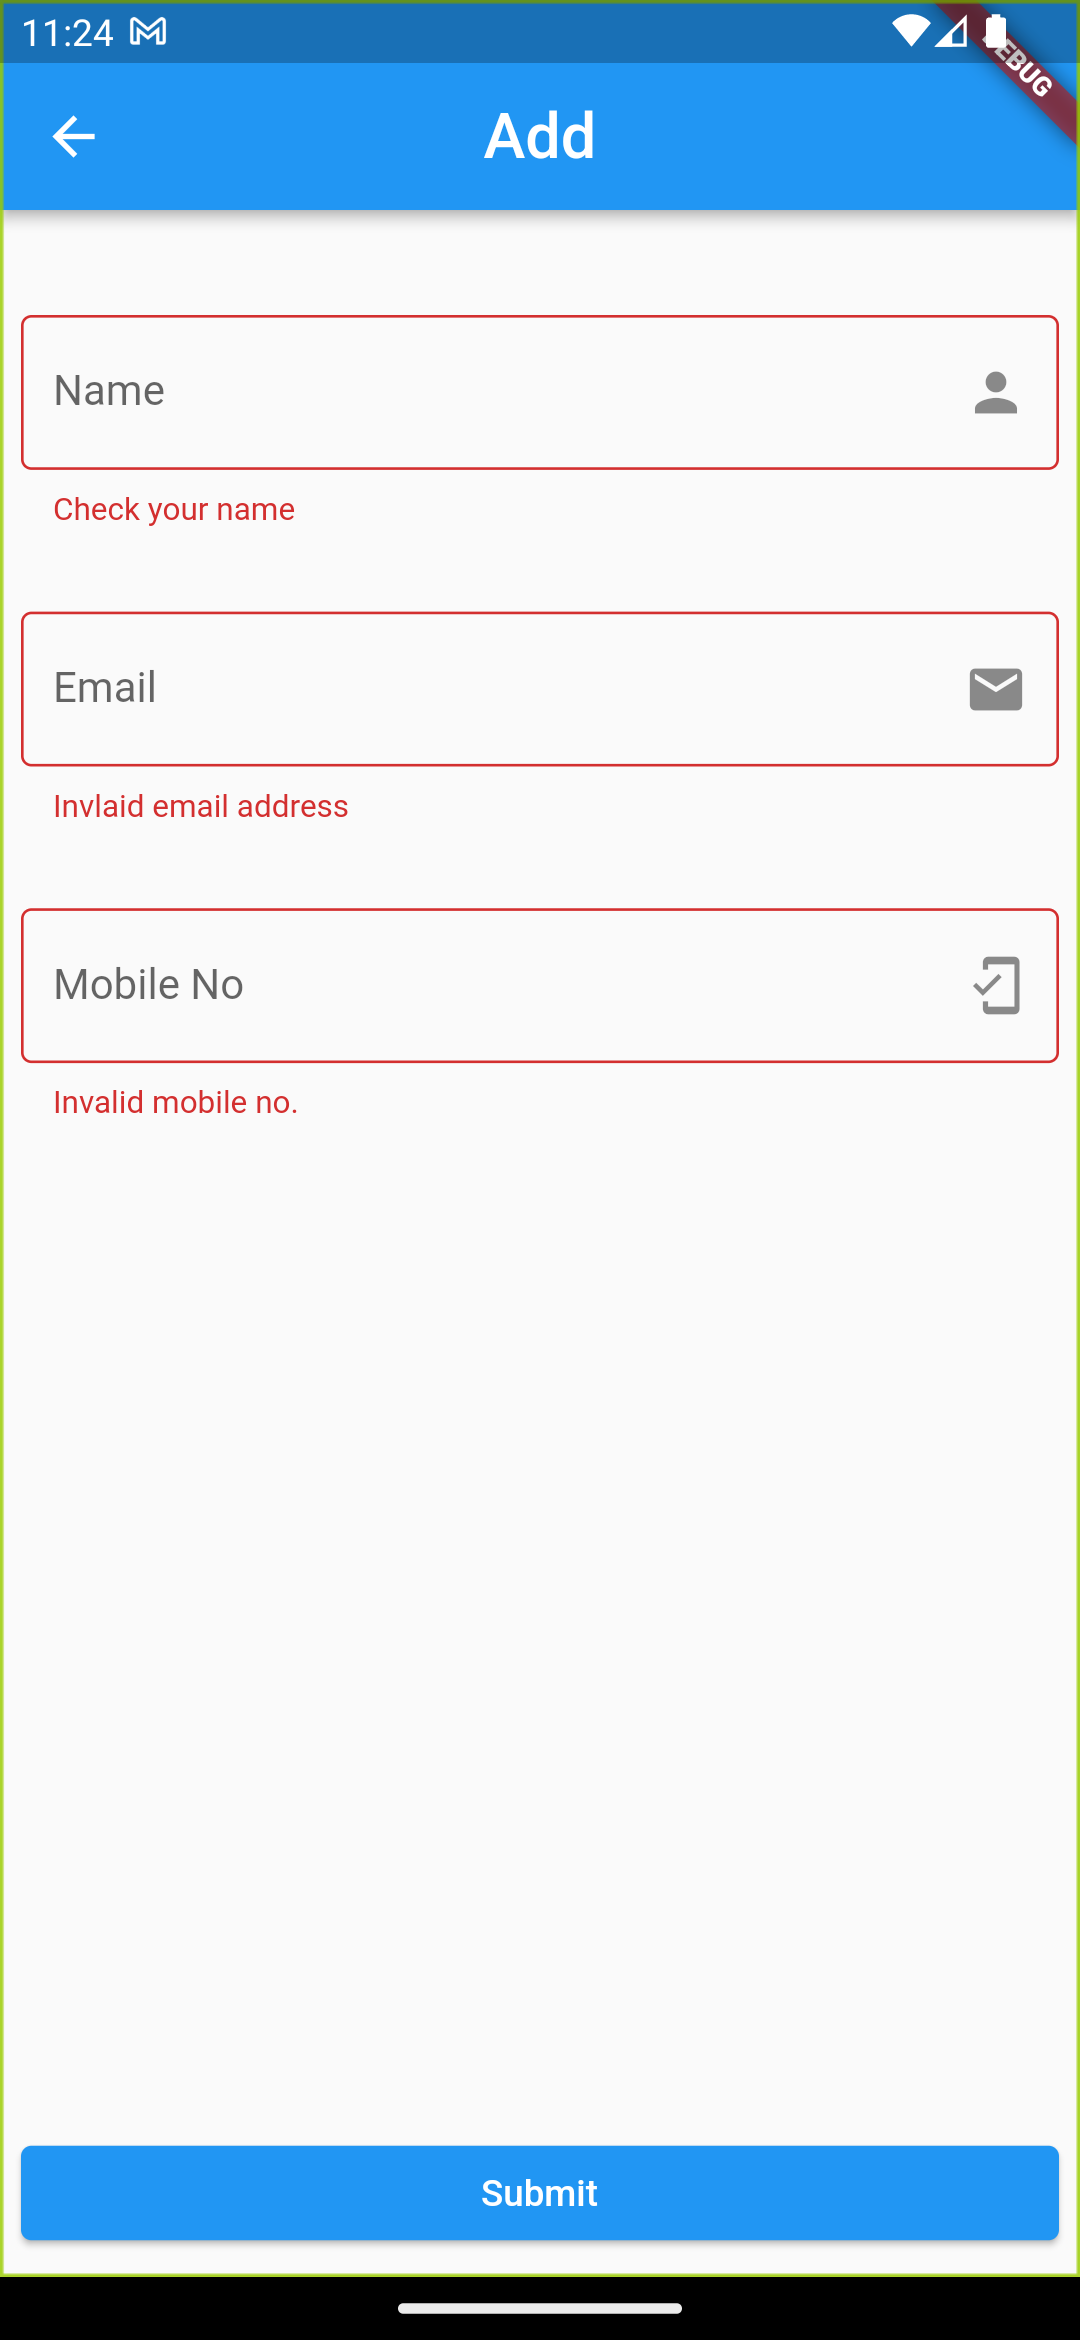 11:24
DEBUG
Add
Name
Check your name
Email
Invlaid email address
Mobile No
Invalid mobile no.
Submit